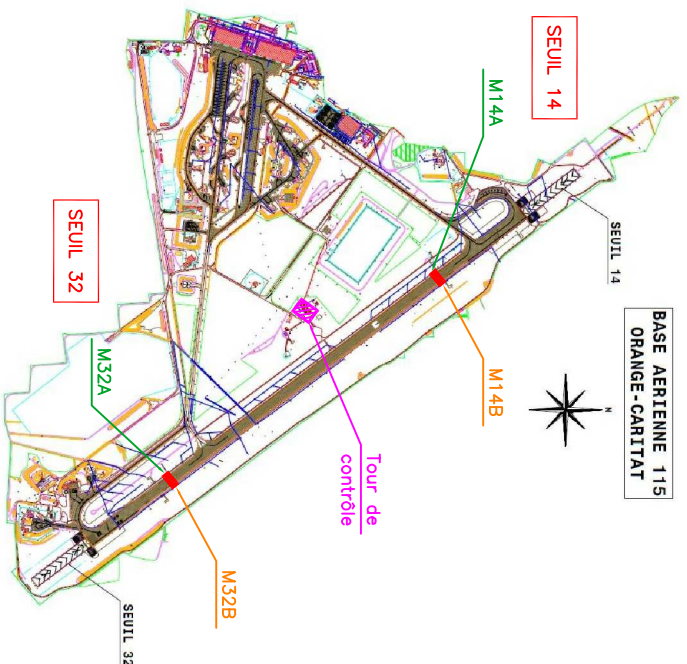 SEUIL 14
M14A
SEUIL 14
BASE AERIENNE 115
ORANGE-CARITAT
N
M14B
SEUIL 32
M32A
Tour de
contrôle
M32B
SEUIL 32